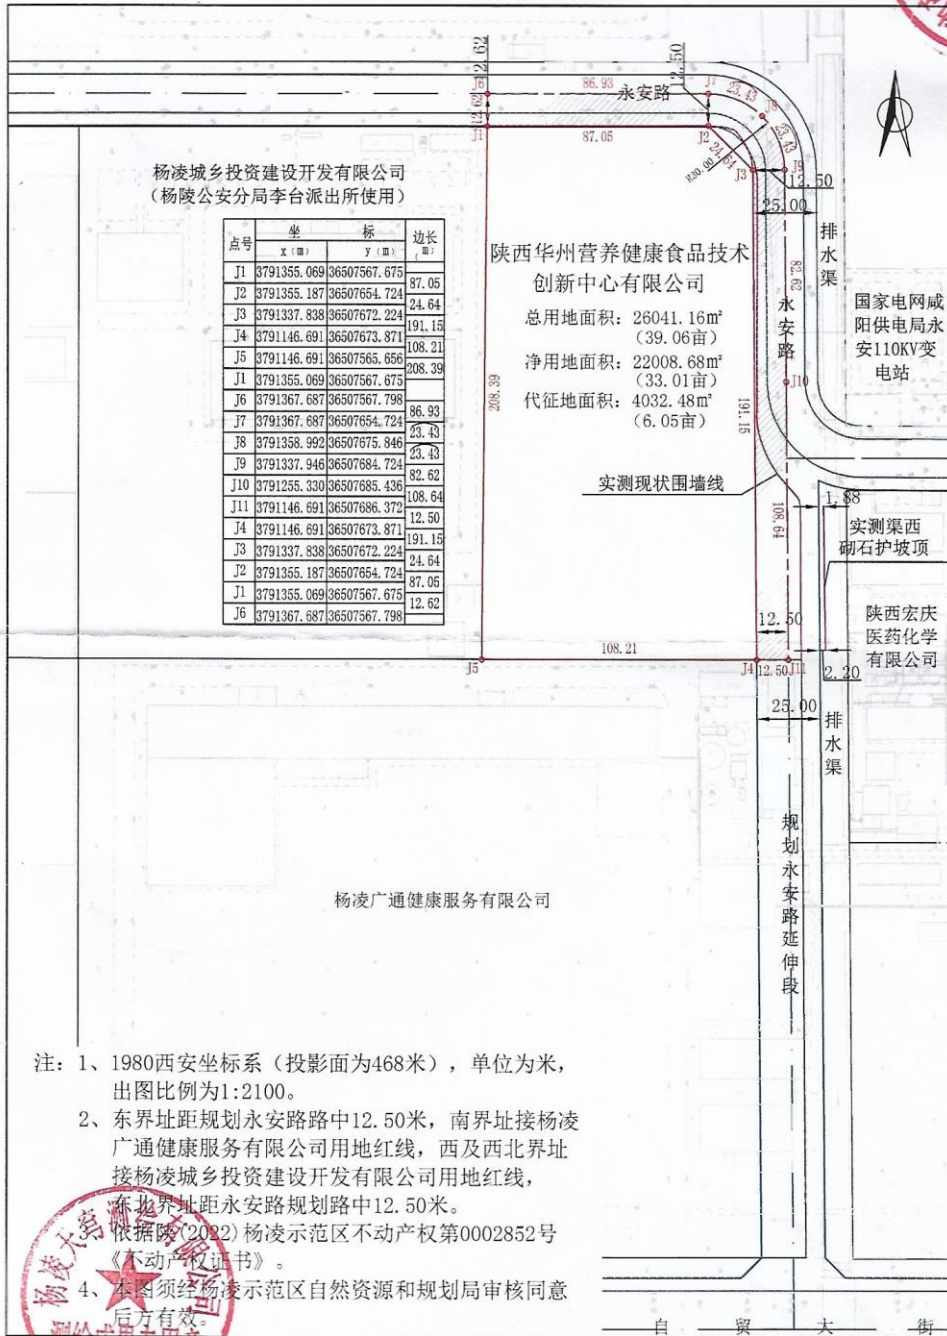 12.62
J6
86.93
永安路
12.50
J7
23.43
J8
12.62
J1
87.05
J2
23.43
24.64
R30.00
J3
J9
12.50
25.00
杨凌城乡投资建设开发有限公司
(杨陵公安分局李台派出所使用)
点号 坐 标 边长
x（m） y（m） （m）
J1 3791355.069 36507567.675
87.05
J2 3791355.187 36507654.724
24.64
J3 3791337.838 36507672.224
191.15
J4 3791146.691 36507673.871
108.21
J5 3791146.691 36507565.656
208.39
J1 3791355.069 36507567.675
J6 3791367.687 36507567.798
86.93
J7 3791367.687 36507654.724
23.43
J8 3791358.992 36507675.846
23.43
J9 3791337.946 36507684.724
82.62
J10 3791255.330 36507685.436
108.64
J11 3791146.691 36507686.372
12.50
J4 3791146.691 36507673.871
191.15
J3 3791337.838 36507672.224
24.64
J2 3791355.187 36507654.724
87.05
J1 3791355.069 36507567.675
12.62
J6 3791367.687 36507567.798
陕西华州营养健康食品技术
创新中心有限公司
总用地面积：26041.16㎡
（39.06亩）
净用地面积：22008.68㎡
（33.01亩）
代征地面积：4032.48㎡
（6.05亩）
208.39
191.15
82.62
永安路
J10
排水渠
国家电网咸
阳供电局永
安110KV变
电站
实测现状围墙线
108.64
1.88
实测渠西
砌石护坡顶
陕西宏庆
医药化学
有限公司
12.50
108.21
J5
J4
12.50
J11
2.20
25.00
排水渠
规划永安路延伸段
杨凌广通健康服务有限公司
注：1、1980西安坐标系（投影面为468米），单位为米，
出图比例为1:2100。
2、东界址距规划永安路路中12.50米，南界址接杨凌
广通健康服务有限公司用地红线，西及西北界址
接杨凌城乡投资建设开发有限公司用地红线，
东北界址距永安路规划路中12.50米。
3、依据陕(2022)杨凌示范区不动产权第0002852号
《不动产权证书》。
4、本图须经杨凌示范区自然资源和规划局审核同意
后方有效。
自贸大街